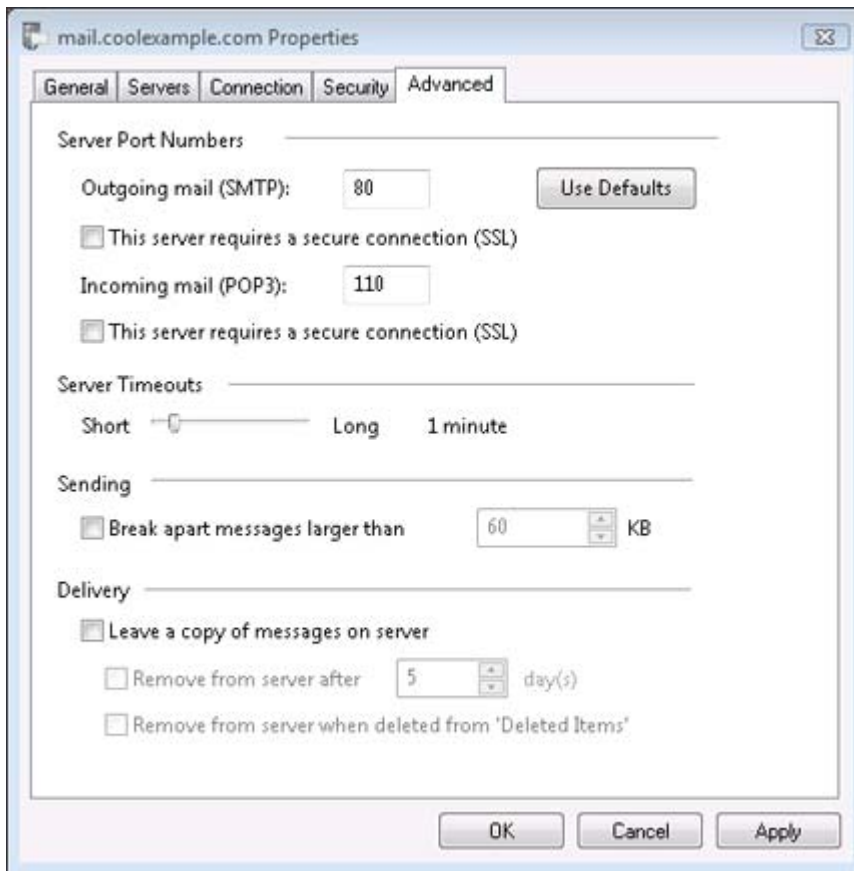 mail.coolexample.com Properties
General Servers Connection Security Advanced
Server Port Numbers
Outgoing mail (SMTP): 80 Use Defaults
This server requires a secure connection (SSL)
Incoming mail (POP3): 110
This server requires a secure connection (SSL)
Server Timeouts
Short Long 1 minute
Sending
Break apart messages larger than 60 KB
Delivery
Leave a copy of messages on server
Remove from server after 5 day(s)
Remove from server when deleted from 'Deleted Items'
OK Cancel Apply